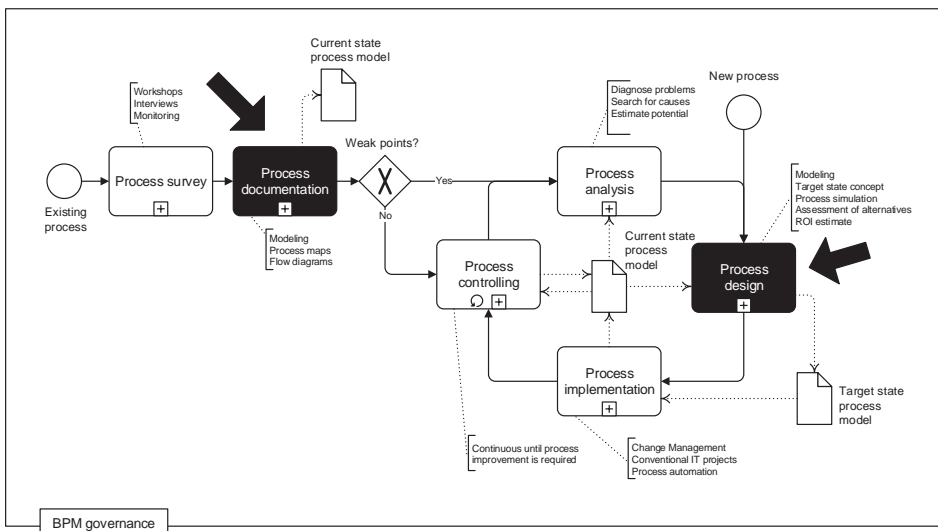 Current state
process model
New process
Workshops
Interviews
Monitoring
Diagnose problems
Search for causes
Estimate potential
Weak points?
Existing
process
Process survey
Process
documentation
Yes
No
Process
analysis
Modeling
Target state concept
Process simulation
Assessment of alternatives
ROI estimate
Modeling
Process maps
Flow diagrams
Process
controlling
Current state
process
model
Process
design
Process
implementation
Target state
process
model
Continuous until process
improvement is required
Change Management
Conventional IT projects
Process automation
BPM governance